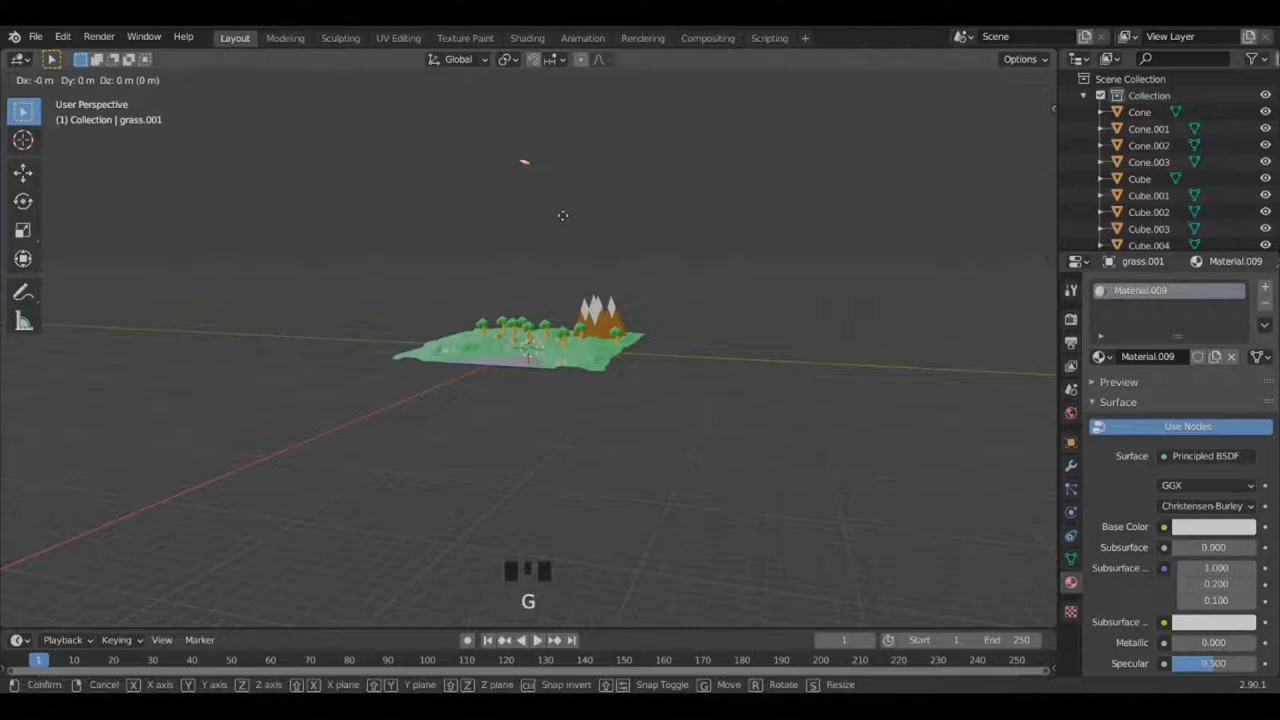 File Edit Render Window Help Layout Modeling Sculpting UV Editing Texture Paint Shading Animation Rendering Compositing Scripting + Scene View Layer
Global Options
Dx: -0 m Dy: 0 m Dz: 0 m (0 m)
User Perspective
(1) Collection | grass.001
Scene Collection
Collection
Cone
Cone.001
Cone.002
Cone.003
Cube
Cube.001
Cube.002
Cube.003
Cube.004
grass.001 Material.009
Material.009
Material.009
Preview
Surface
Use Nodes
Surface Principled BSDF
GGX
Christensen-Burley
Base Color
Subsurface 0.000
Subsurface ... 1.000
0.200
0.100
Subsurface ...
Metallic 0.000
Specular 0.500
G
Playback Keying View Marker 1 Start 1 End 250
1 10 20 30 40 50 60 70 80 90 100 110 120 130 140 150 160 170 180 190 200 210 220 230 240 250
Confirm Cancel X X axis Y Y axis Z Z axis X X plane Y Y plane Z Z plane Ctrl Snap Invert Snap Toggle G Move R Rotate S Resize 2.90.1